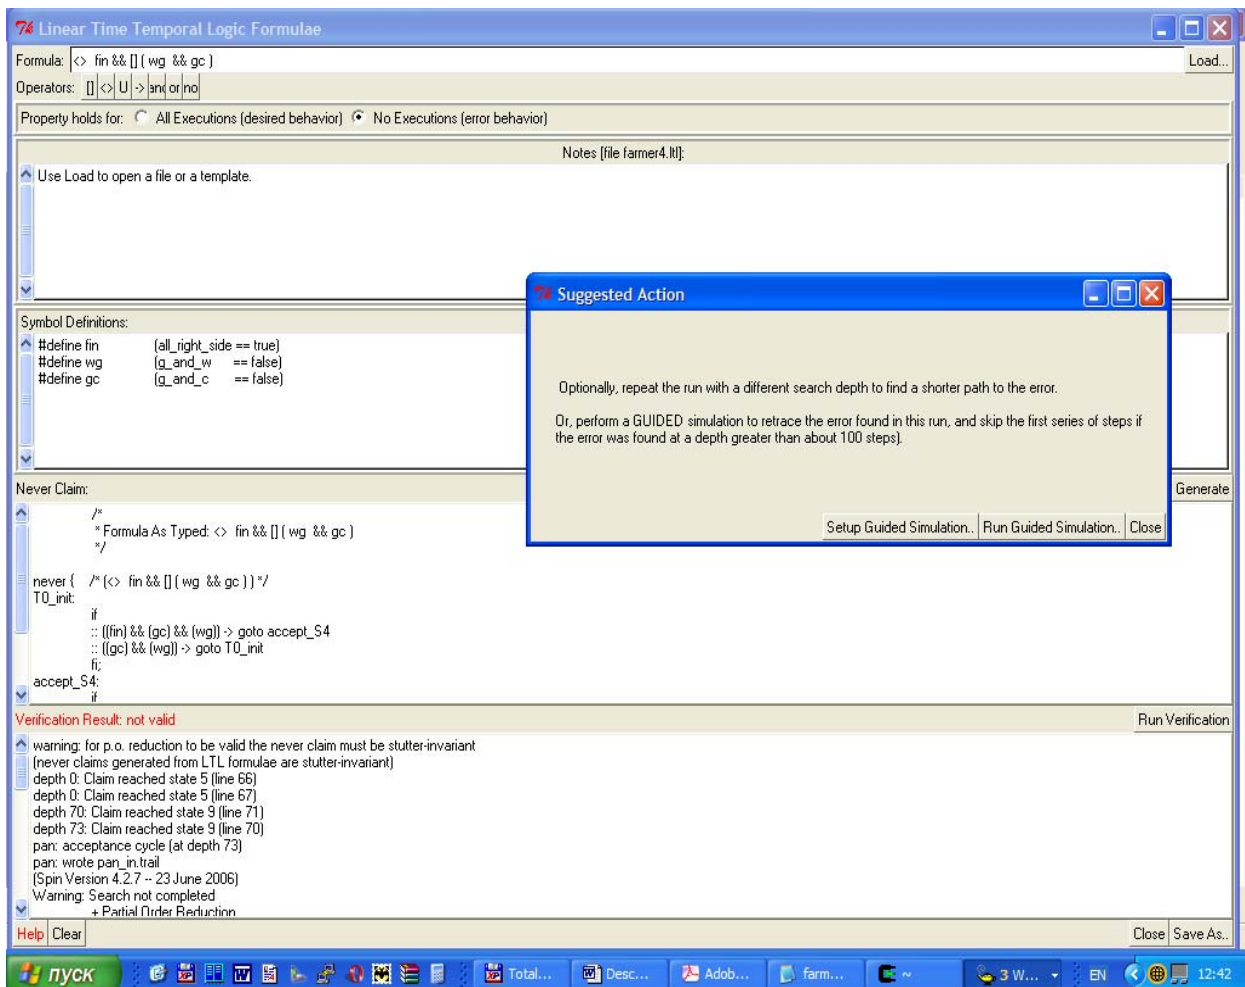 Linear Time Temporal Logic Formulae
Formula: <> fin && [] ( wg && gc )
Load...
Operators: [] <> U -> and or no
Property holds for: All Executions (desired behavior) No Executions (error behavior)
Notes [file farmer4.ltl]:
Use Load to open a file or a template.
Suggested Action
Optionally, repeat the run with a different search depth to find a shorter path to the error.
Or, perform a GUIDED simulation to retrace the error found in this run, and skip the first series of steps if
the error was found at a depth greater than about 100 steps).
Setup Guided Simulation.. Run Guided Simulation.. Close
Symbol Definitions:
#define fin (all_right_side == true)
#define wg (g_and_w == false)
#define gc (g_and_c == false)
Never Claim:
Generate
/*
* Formula As Typed: <> fin && [] ( wg && gc )
*/
never { /* (<> fin && [] ( wg && gc ) ) */
T0_init:
if
:: ((fin) && (gc) && (wg)) -> goto accept_S4
:: ((gc) && (wg)) -> goto T0_init
fi;
accept_S4:
if
Verification Result: not valid
Run Verification
warning: for p.o. reduction to be valid the never claim must be stutter-invariant
(never claims generated from LTL formulae are stutter-invariant)
depth 0: Claim reached state 5 (line 66)
depth 0: Claim reached state 5 (line 67)
depth 70: Claim reached state 9 (line 71)
depth 73: Claim reached state 9 (line 70)
pan: acceptance cycle (at depth 73)
pan: wrote pan_in.trail
(Spin Version 4.2.7 -- 23 June 2006)
Warning: Search not completed
+ Partial Order Reduction
Help Clear
Close Save As..
пуск Total... Desc... Adob... farm... ~ 3 W... EN 12:42